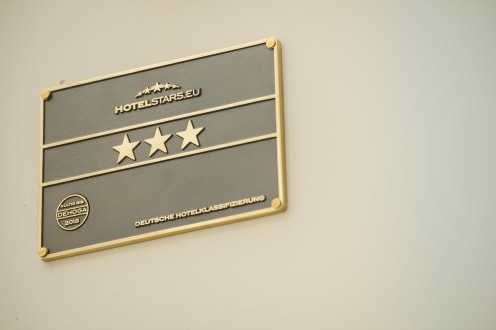 HOTELSTARS.EU
DEHOGA
2018
DEUTSCHE HOTELKLASSIFIZIERUNG